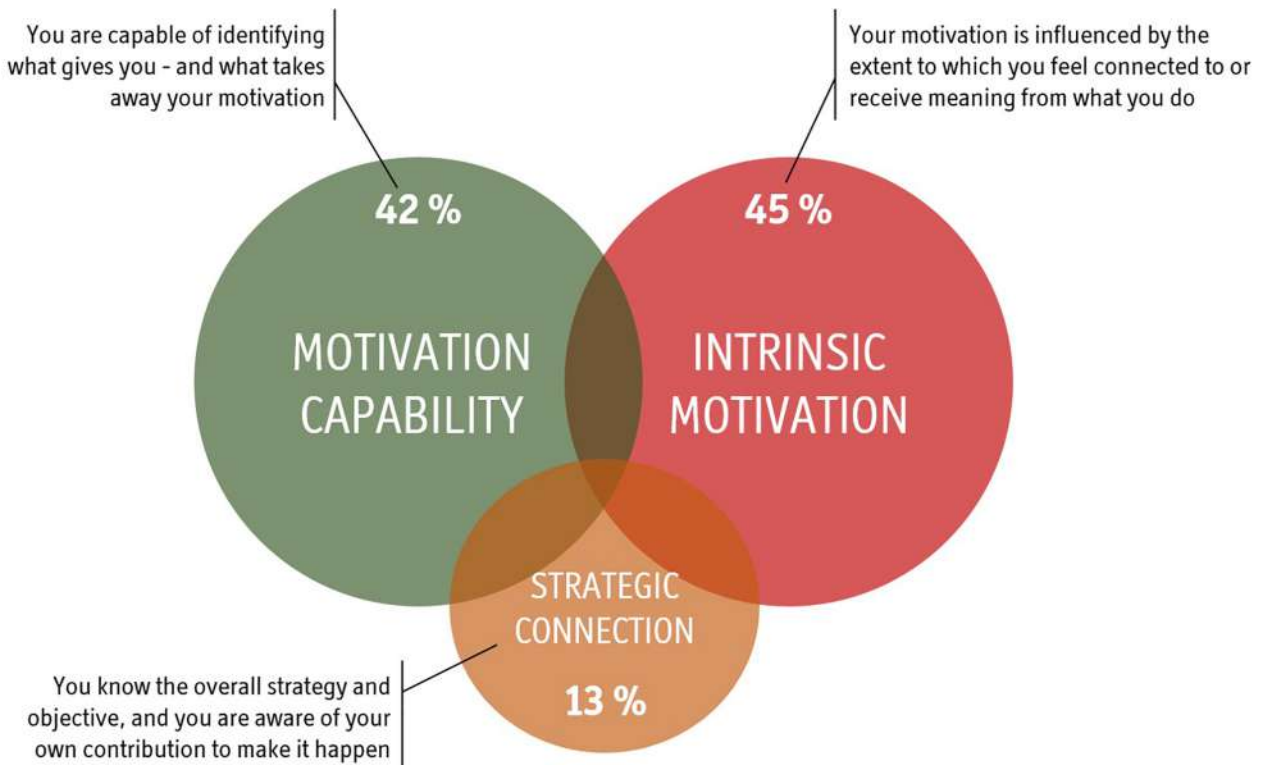 You are capable of identifying
what gives you - and what takes
away your motivation
Your motivation is influenced by the
extent to which you feel connected to or
receive meaning from what you do
42 %
45 %
MOTIVATION
CAPABILITY
INTRINSIC
MOTIVATION
STRATEGIC
CONNECTION
13 %
You know the overall strategy and
objective, and you are aware of your
own contribution to make it happen